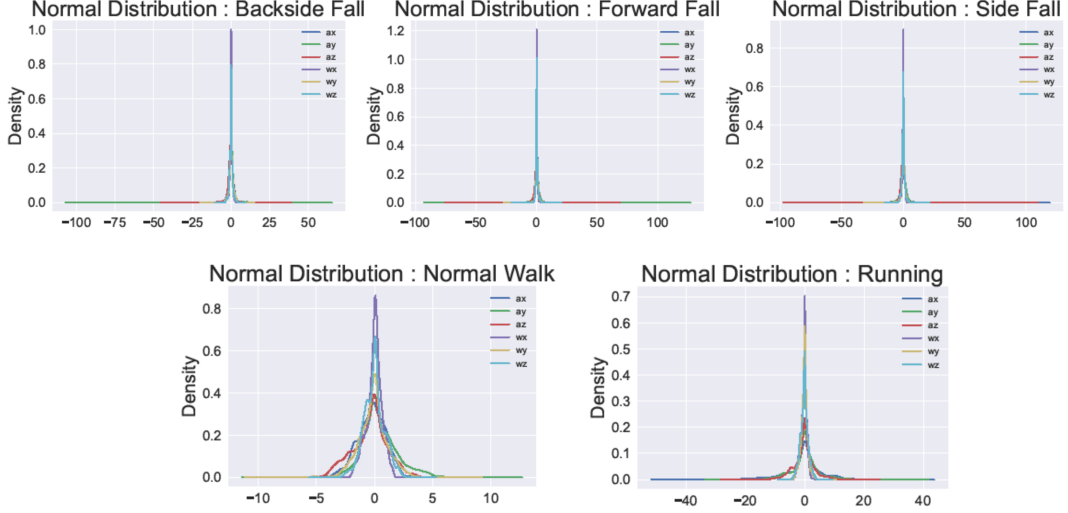 Normal Distribution : Backside Fall
1.0
0.8
0.6
0.4
0.2
0.0
Density
ax
ay
az
wx
wy
wz
−100 −75 −50 −25 0 25 50
Normal Distribution : Forward Fall
1.2
1.0
0.8
0.6
0.4
0.2
0.0
Density
ax
ay
az
wx
wy
wz
−100 −50 0 50 100
Normal Distribution : Side Fall
0.8
0.6
0.4
0.2
0.0
Density
ax
ay
az
wx
wy
wz
−100 −50 0 50 100
Normal Distribution : Normal Walk
0.8
0.6
0.4
0.2
0.0
Density
ax
ay
az
wx
wy
wz
−10 −5 0 5 10
Normal Distribution : Running
0.7
0.6
0.5
0.4
0.3
0.2
0.1
0.0
Density
ax
ay
az
wx
wy
wz
−40 −20 0 20 40